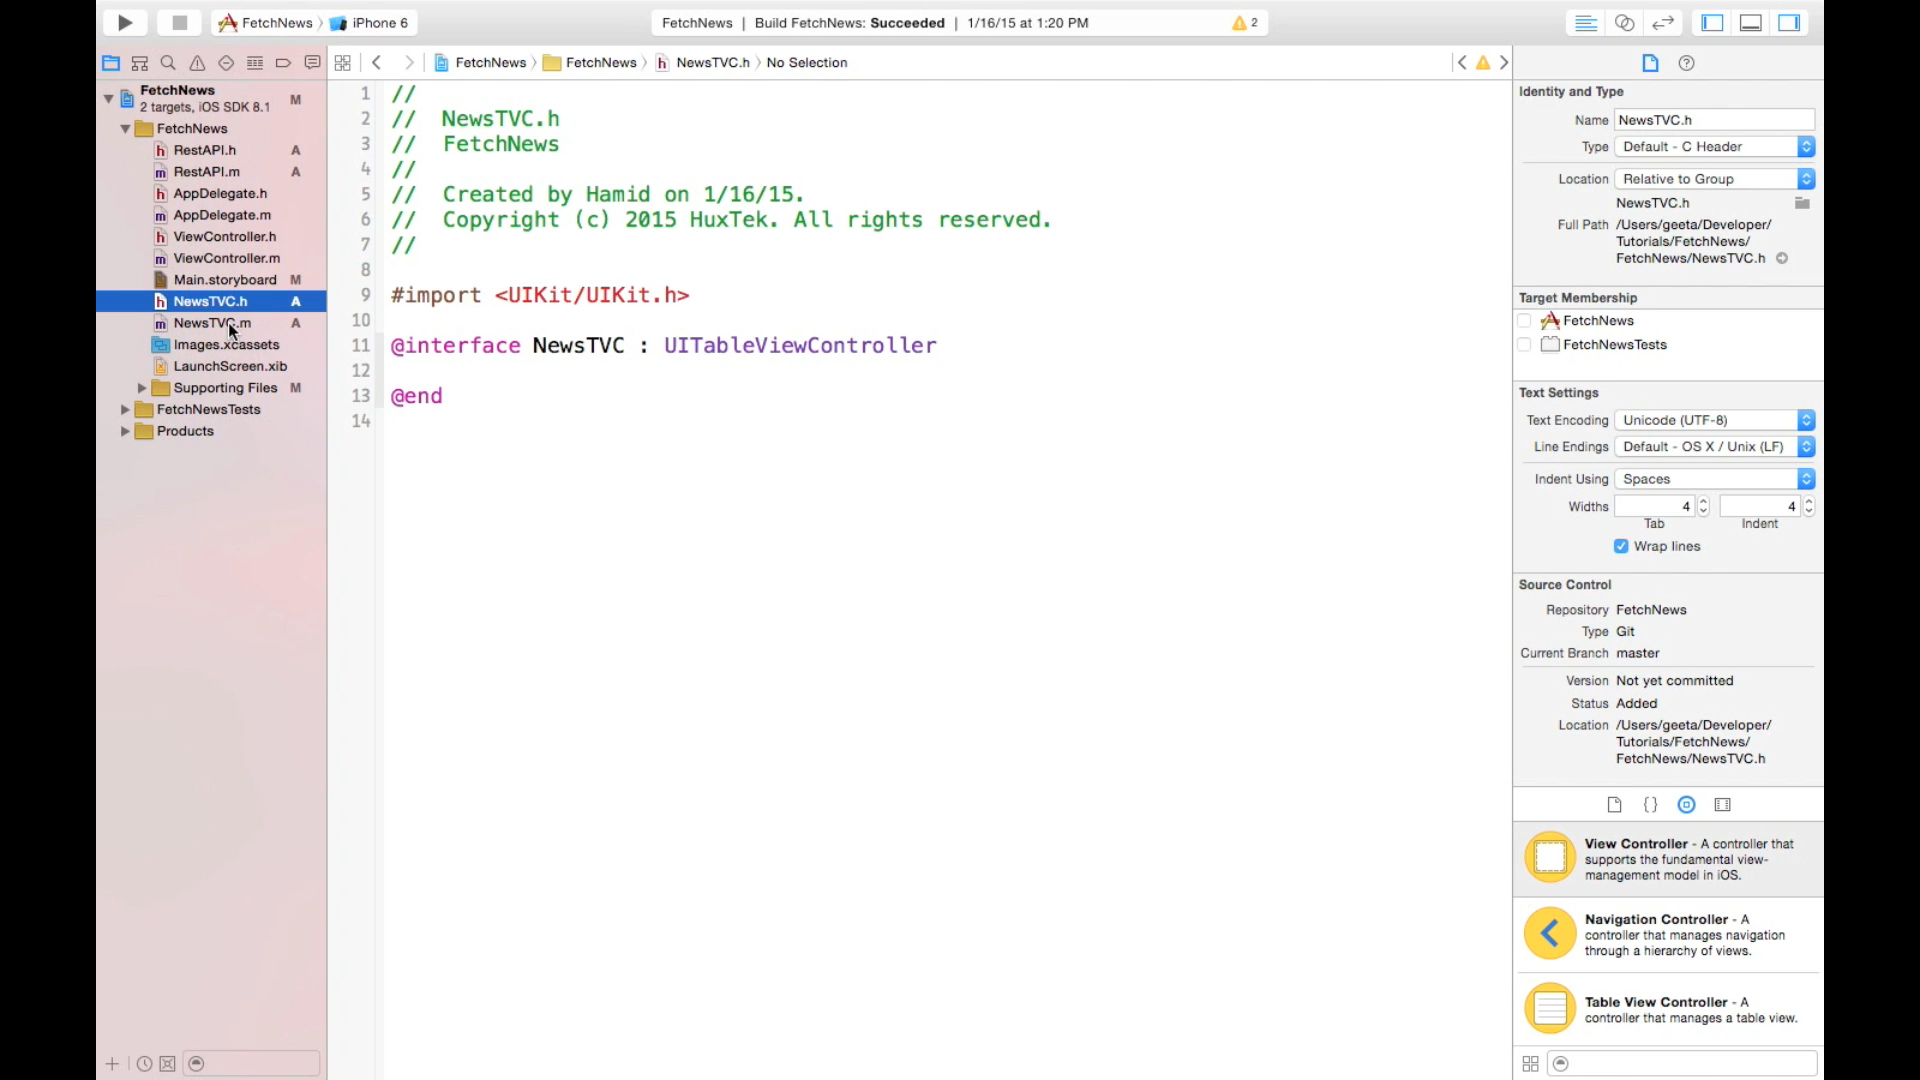 FetchNews
iPhone 6
FetchNews | Build FetchNews: Succeeded | 1/16/15 at 1:20 PM
2
FetchNews
2 targets, iOS SDK 8.1
M
FetchNews
RestAPI.h A
RestAPI.m A
AppDelegate.h
AppDelegate.m
ViewController.h
ViewController.m
Main.storyboard M
NewsTVC.h A
NewsTVC.m A
Images.xcassets
LaunchScreen.xib
Supporting Files M
FetchNewsTests
Products
FetchNews
FetchNews
NewsTVC.h
No Selection
1 //
2 // NewsTVC.h
3 // FetchNews
4 //
5 // Created by Hamid on 1/16/15.
6 // Copyright (c) 2015 HuxTek. All rights reserved.
7 //
8
9 #import <UIKit/UIKit.h>
10
11 @interface NewsTVC : UITableViewController
12
13 @end
14
Identity and Type
Name NewsTVC.h
Type Default - C Header
Location Relative to Group
NewsTVC.h
Full Path /Users/geeta/Developer/
Tutorials/FetchNews/
FetchNews/NewsTVC.h
Target Membership
FetchNews
FetchNewsTests
Text Settings
Text Encoding Unicode (UTF-8)
Line Endings Default - OS X / Unix (LF)
Indent Using Spaces
Widths 4 4
Tab Indent
Wrap lines
Source Control
Repository FetchNews
Type Git
Current Branch master
Version Not yet committed
Status Added
Location /Users/geeta/Developer/
Tutorials/FetchNews/
FetchNews/NewsTVC.h
View Controller - A controller that
supports the fundamental view-
management model in iOS.
Navigation Controller - A
controller that manages navigation
through a hierarchy of views.
Table View Controller - A
controller that manages a table view.